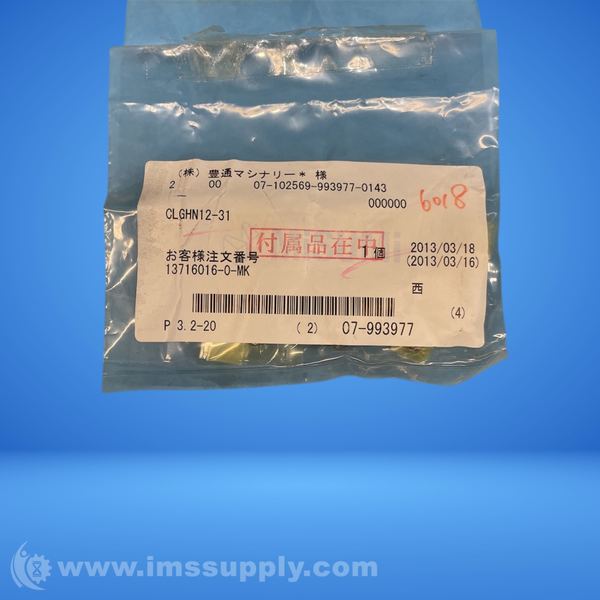 (株) 豊通マシナリー* 様
2 00 07-102569-993977-0143
000000 6018
CLGHN12-31
付属品在中
1個 2013/03/18
お客様注文番号 (2013/03/16)
13716016-0-MK
西
(4)
P 3.2-20 (2) 07-993977
www.imssupply.com